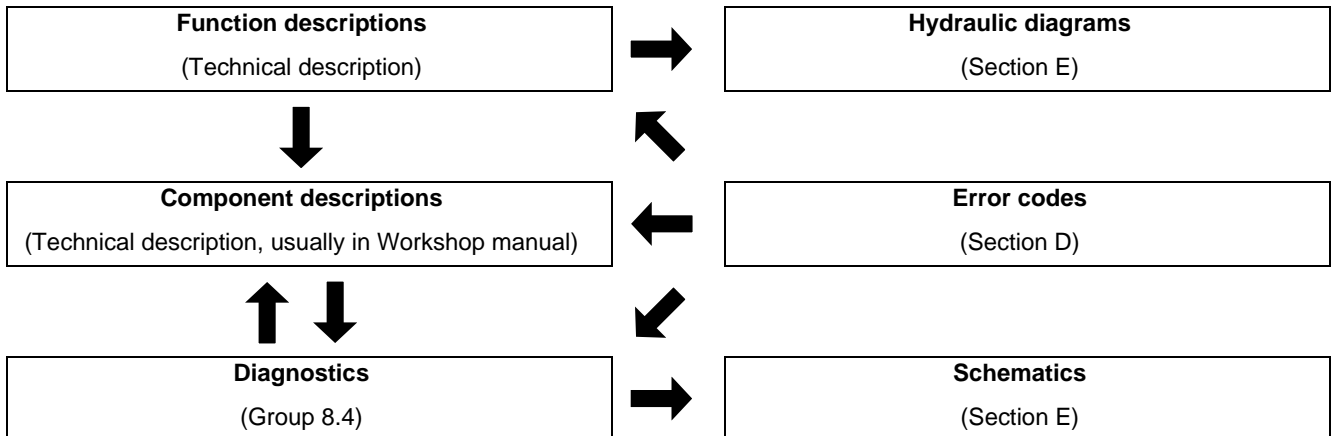 Function descriptions
(Technical description)
Hydraulic diagrams
(Section E)
Component descriptions
(Technical description, usually in Workshop manual)
Error codes
(Section D)
Diagnostics
(Group 8.4)
Schematics
(Section E)